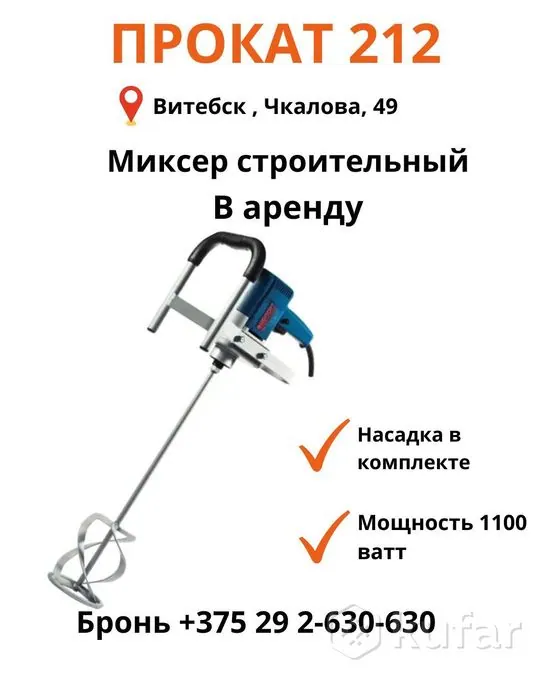 ПРОКАТ 212
Витебск , Чкалова, 49
Миксер строительный
В аренду
Насадка в
комплекте
Мощность 1100
ватт
Бронь +375 29 2-630-630
kufar